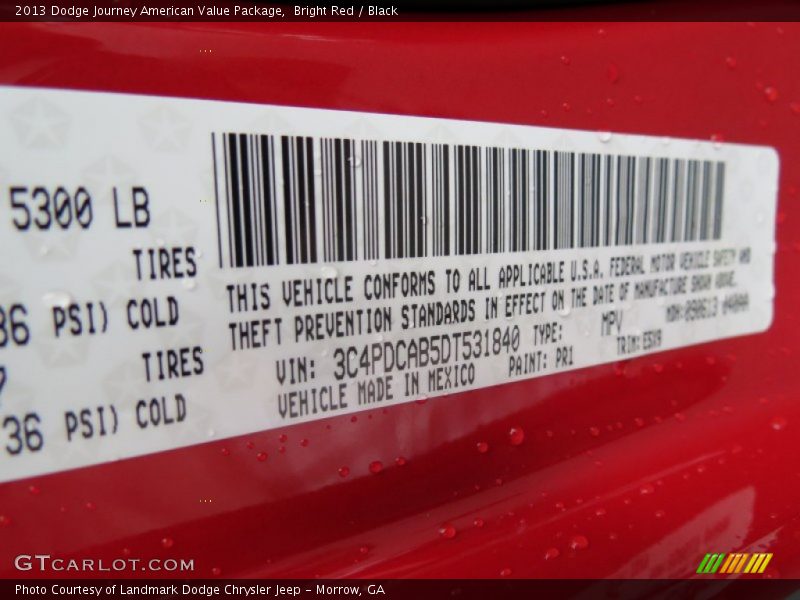 2013 Dodge Journey American Value Package,  Bright Red / Black
5300 LB
TIRES
36 PSI) COLD
TIRES
36 PSI) COLD
THIS VEHICLE CONFORMS TO ALL APPLICABLE U.S.A. FEDERAL MOTOR VEHICLE SAFETY AND
THEFT PREVENTION STANDARDS IN EFFECT ON THE DATE OF MANUFACTURE SHOWN ABOVE.
VIN: 3C4PDCAB5DT531840 TYPE: MPV
VEHICLE MADE IN MEXICO PAINT: PR1 TRIM:
GTCARLOT.COM
Photo Courtesy of Landmark Dodge Chrysler Jeep - Morrow, GA